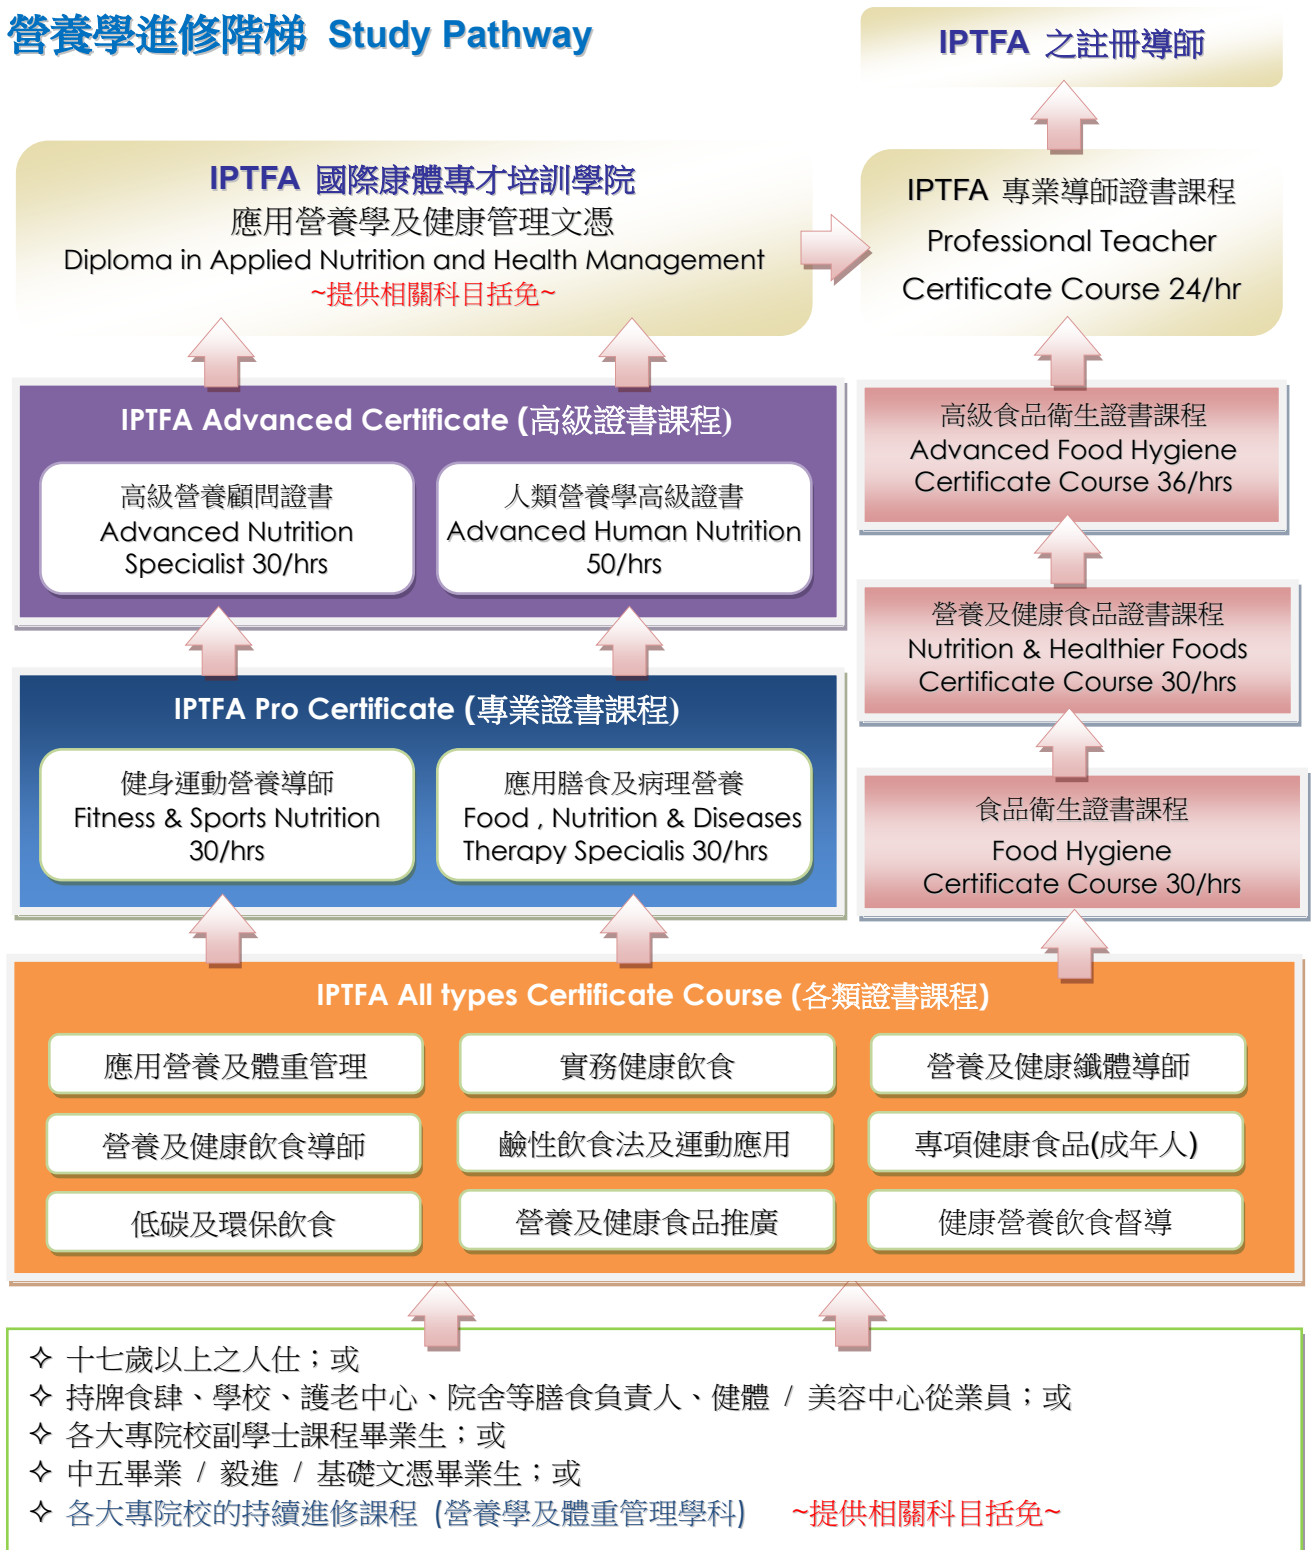 營養學進修階梯 Study Pathway
IPTFA 之註冊導師
IPTFA 國際康體專才培訓學院
應用營養學及健康管理文憑
Diploma in Applied Nutrition and Health Management
~提供相關科目括免~
IPTFA 專業導師證書課程
Professional Teacher
Certificate Course 24/hr
IPTFA Advanced Certificate (高級證書課程)
高級營養顧問證書
Advanced Nutrition
Specialist 30/hrs
人類營養學高級證書
Advanced Human Nutrition
50/hrs
高級食品衛生證書課程
Advanced Food Hygiene
Certificate Course 36/hrs
營養及健康食品證書課程
Nutrition & Healthier Foods
Certificate Course 30/hrs
IPTFA Pro Certificate (專業證書課程)
健身運動營養導師
Fitness & Sports Nutrition
30/hrs
應用膳食及病理營養
Food , Nutrition & Diseases
Therapy Specialis 30/hrs
食品衛生證書課程
Food Hygiene
Certificate Course 30/hrs
IPTFA All types Certificate Course (各類證書課程)
應用營養及體重管理
實務健康飲食
營養及健康纖體導師
營養及健康飲食導師
鹼性飲食法及運動應用
專項健康食品(成年人)
低碳及環保飲食
營養及健康食品推廣
健康營養飲食督導
✧ 十七歲以上之人仕；或
✧ 持牌食肆、學校、護老中心、院舍等膳食負責人、健體 / 美容中心從業員；或
✧ 各大專院校副學士課程畢業生；或
✧ 中五畢業 / 毅進 / 基礎文憑畢業生；或
✧ 各大專院校的持續進修課程 (營養學及體重管理學科) ~提供相關科目括免~